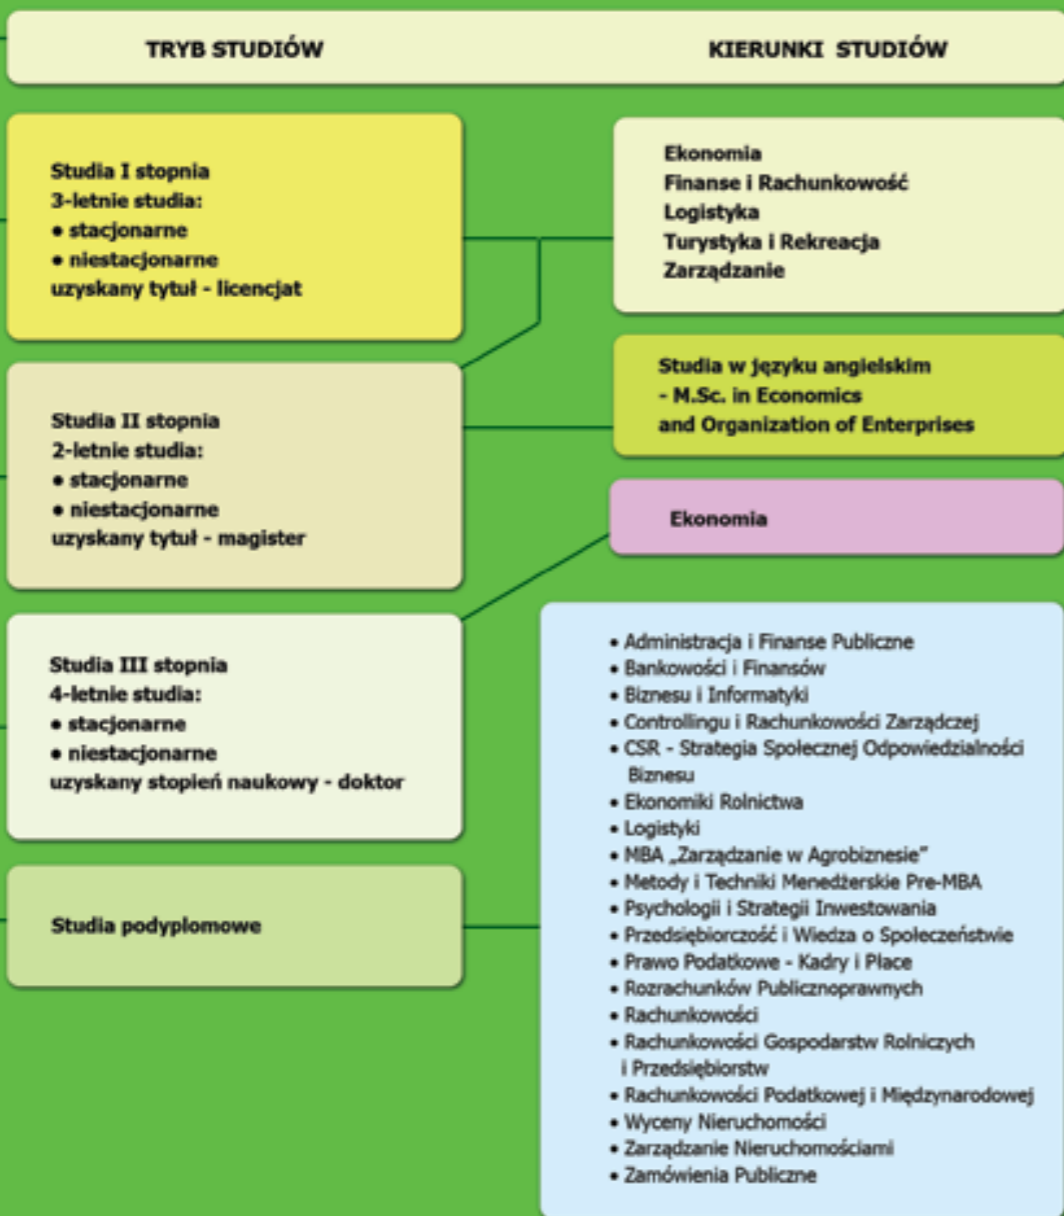 TRYB STUDIÓW
KIERUNKI STUDIÓW
Studia I stopnia
3-letnie studia:
• stacjonarne
• niestacjonarne
uzyskany tytuł - licencjat
Ekonomia
Finanse i Rachunkowość
Logistyka
Turystyka i Rekreacja
Zarządzanie
Studia II stopnia
2-letnie studia:
• stacjonarne
• niestacjonarne
uzyskany tytuł - magister
Studia w języku angielskim
- M.Sc. in Economics
and Organization of Enterprises
Studia III stopnia
4-letnie studia:
• stacjonarne
• niestacjonarne
uzyskany stopień naukowy - doktor
Ekonomia
Studia podyplomowe
• Administracja i Finanse Publiczne
• Bankowości i Finansów
• Biznesu i Informatyki
• Controllingu i Rachunkowości Zarządczej
• CSR - Strategia Społecznej Odpowiedzialności
Biznesu
• Ekonomiki Rolnictwa
• Logistyki
• MBA „Zarządzanie w Agrobiznesie”
• Metody i Techniki Menedżerskie Pre-MBA
• Psychologii i Strategii Inwestowania
• Przedsiębiorczość i Wiedza o Społeczeństwie
• Prawo Podatkowe - Kadry i Płace
• Rozrachunków Publicznoprawnych
• Rachunkowości
• Rachunkowości Gospodarstw Rolniczych
i Przedsiębiorstw
• Rachunkowości Podatkowej i Międzynarodowej
• Wyceny Nieruchomości
• Zarządzanie Nieruchomościami
• Zamówienia Publiczne